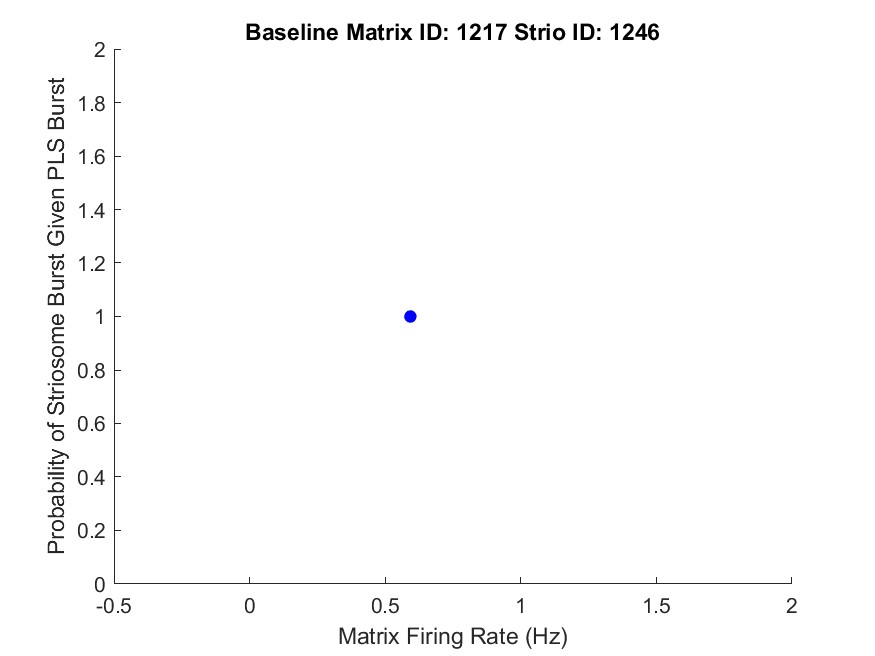 Baseline Matrix ID: 1217 Strio ID: 1246
Probability of Striosome Burst Given PLS Burst
2
1.8
1.6
1.4
1.2
1
0.8
0.6
0.4
0.2
0
-0.5 0 0.5 1 1.5 2
Matrix Firing Rate (Hz)